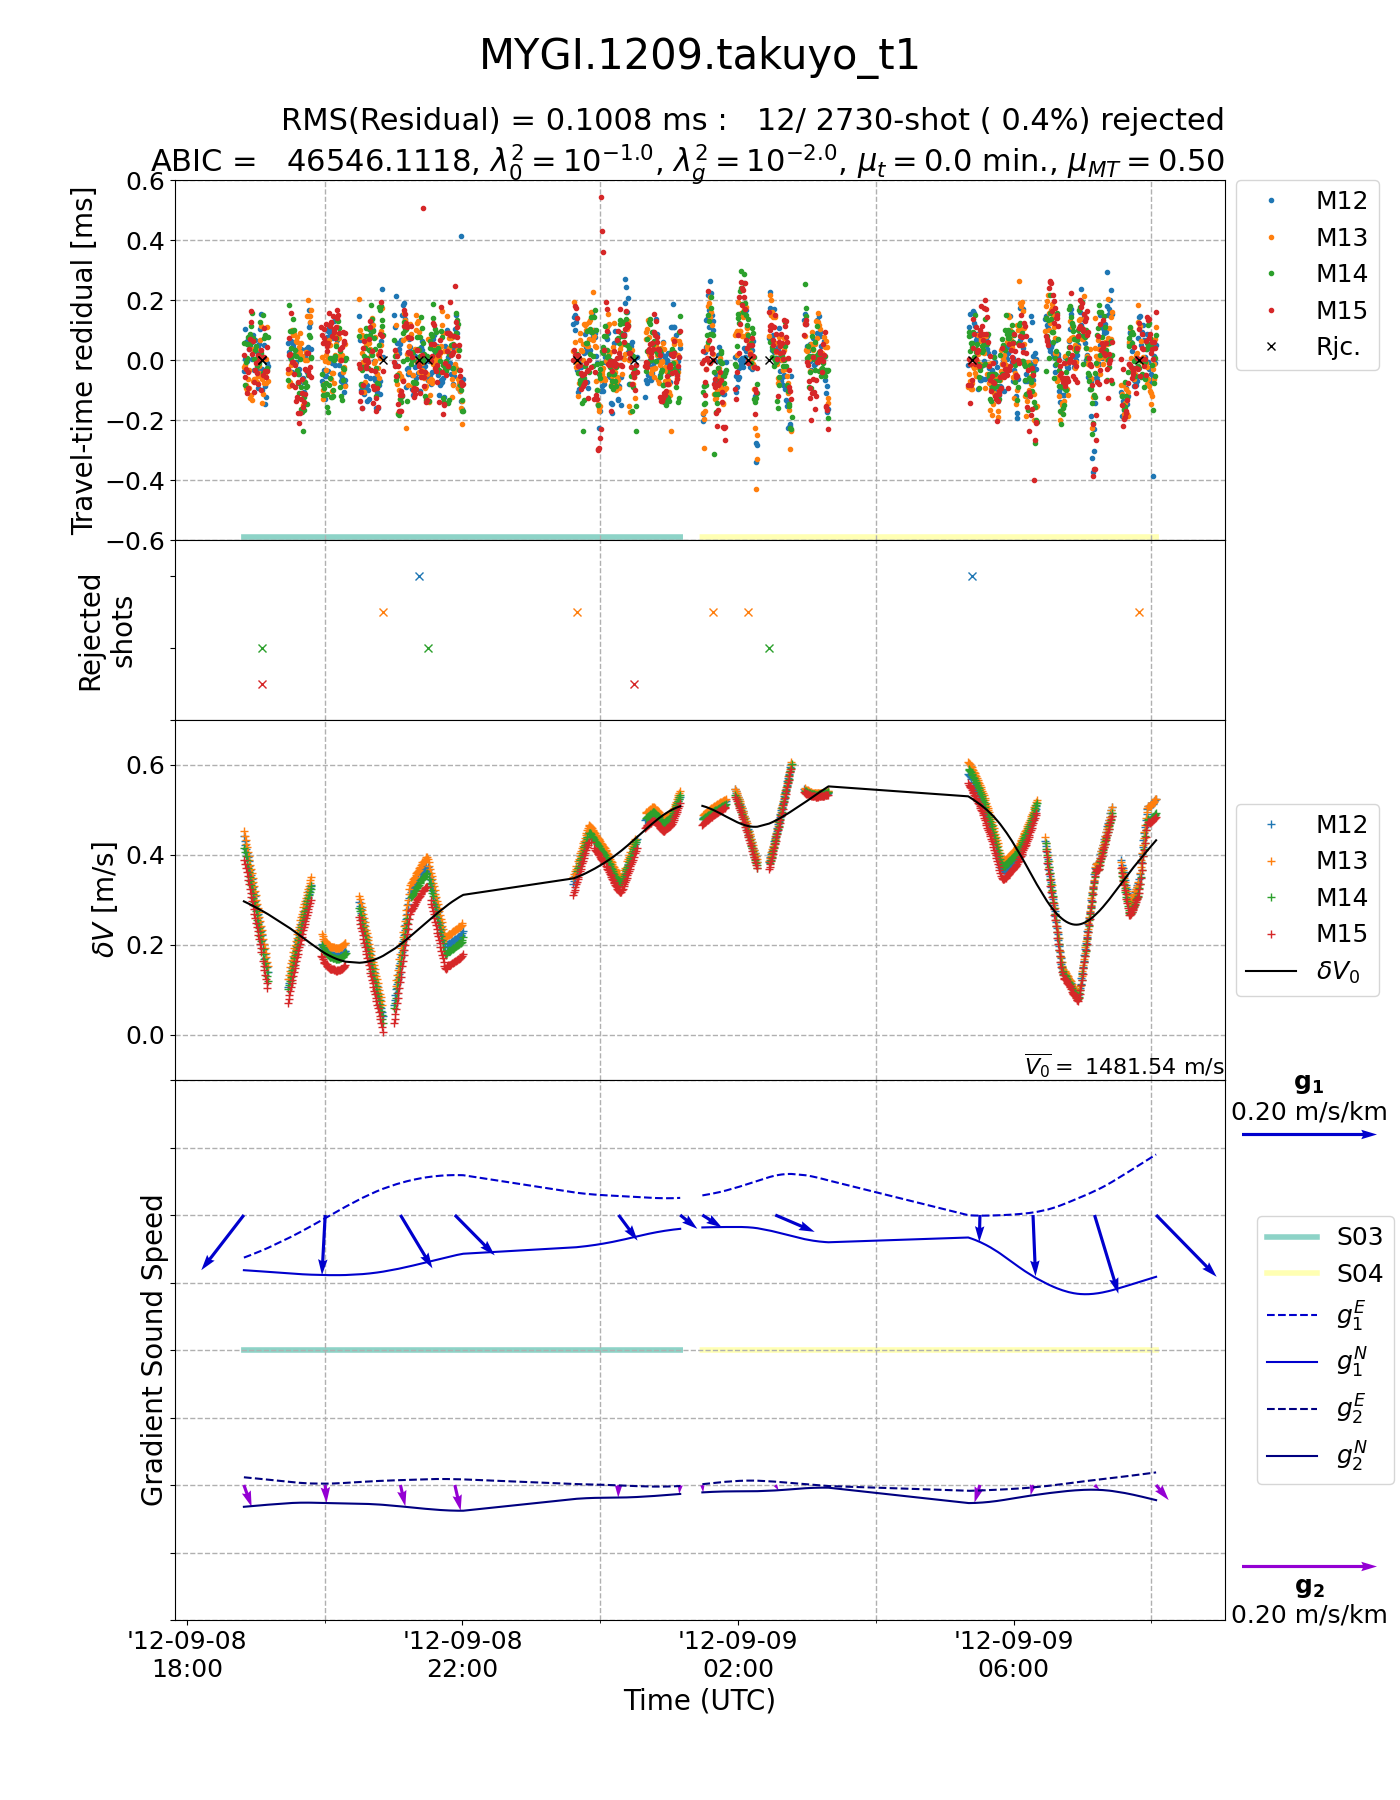 MYGI.1209.takuyo_t1
RMS(Residual) = 0.1008 ms :   12/ 2730-shot ( 0.4%) rejected
ABIC =   46546.1118, λ₀² = 10⁻¹·⁰, λ_g² = 10⁻²·⁰, μ_t = 0.0 min., μ_MT = 0.50
Travel-time redidual [ms]
0.6
0.4
0.2
0.0
−0.2
−0.4
−0.6
M12
M13
M14
M15
Rjc.
Rejected
shots
δV [m/s]
0.6
0.4
0.2
0.0
V̅₀ = 1481.54 m/s
M12
M13
M14
M15
δV₀
Gradient Sound Speed
g₁
0.20 m/s/km
S03
S04
g₁ᴱ
g₁ᴺ
g₂ᴱ
g₂ᴺ
g₂
0.20 m/s/km
'12-09-08
18:00
'12-09-08
22:00
'12-09-09
02:00
'12-09-09
06:00
Time (UTC)